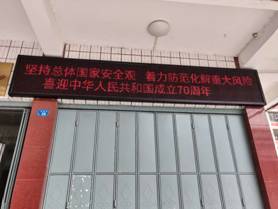 坚持总体国家安全观 着力防范化解重大风险
喜迎中华人民共和国成立70周年